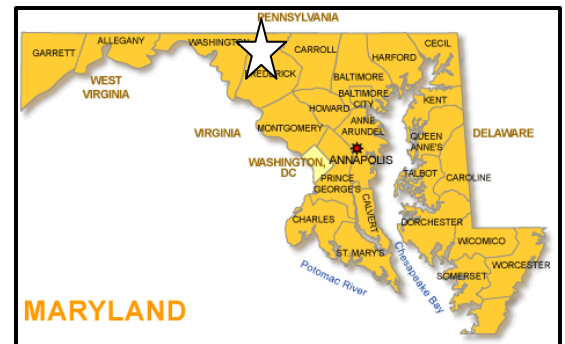 PENNSYLVANIA
GARRETT
ALLEGANY
WASHINGTON
CARROLL
HARFORD
CECIL
WEST
VIRGINIA
BALTIMORE
BALTIMORE
CITY
KENT
HOWARD
VIRGINIA
MONTGOMERY
ANNE
ARUNDEL
QUEEN
ANNE'S
DELAWARE
WASHINGTON,
DC
ANNAPOLIS
TALBOT
CAROLINE
PRINCE
GEORGE'S
CALVERT
CHARLES
DORCHESTER
ST. MARY'S
WICOMICO
WORCESTER
SOMERSET
Potomac River
Chesapeake Bay
MARYLAND